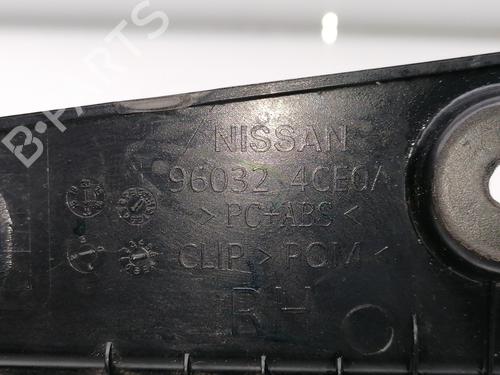 B-PARTS
NISSAN
96032 4CE0A
>PC+ABS<
CLIP >POM<
RH